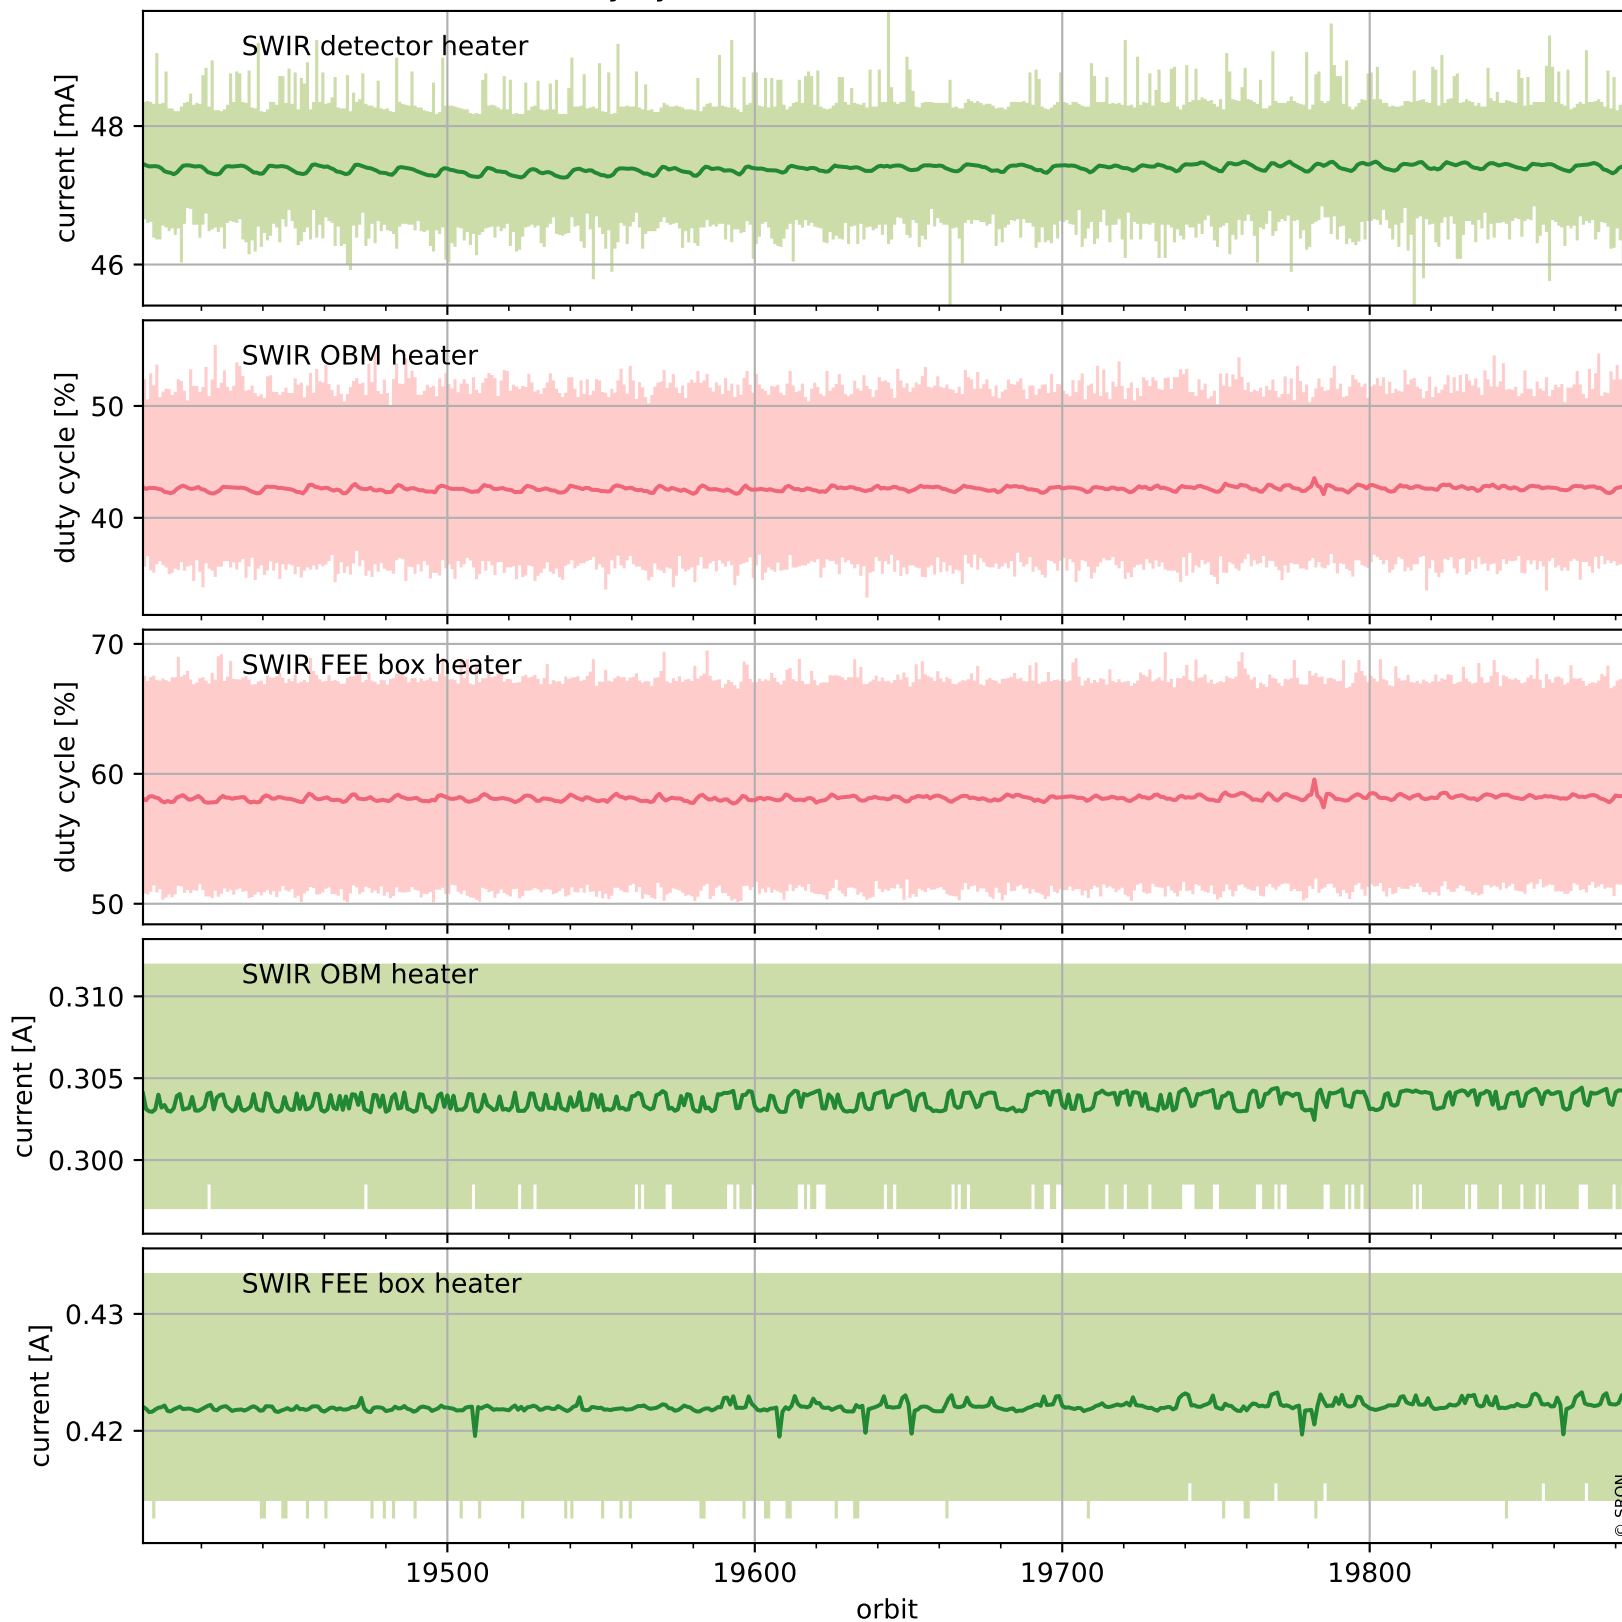 SWIR detector heater
current [mA]
48
46
SWIR OBM heater
duty cycle [%]
50
40
SWIR FEE box heater
duty cycle [%]
70
60
50
SWIR OBM heater
current [A]
0.310
0.305
0.300
SWIR FEE box heater
current [A]
0.43
0.42
© SRON
19500 19600 19700 19800
orbit